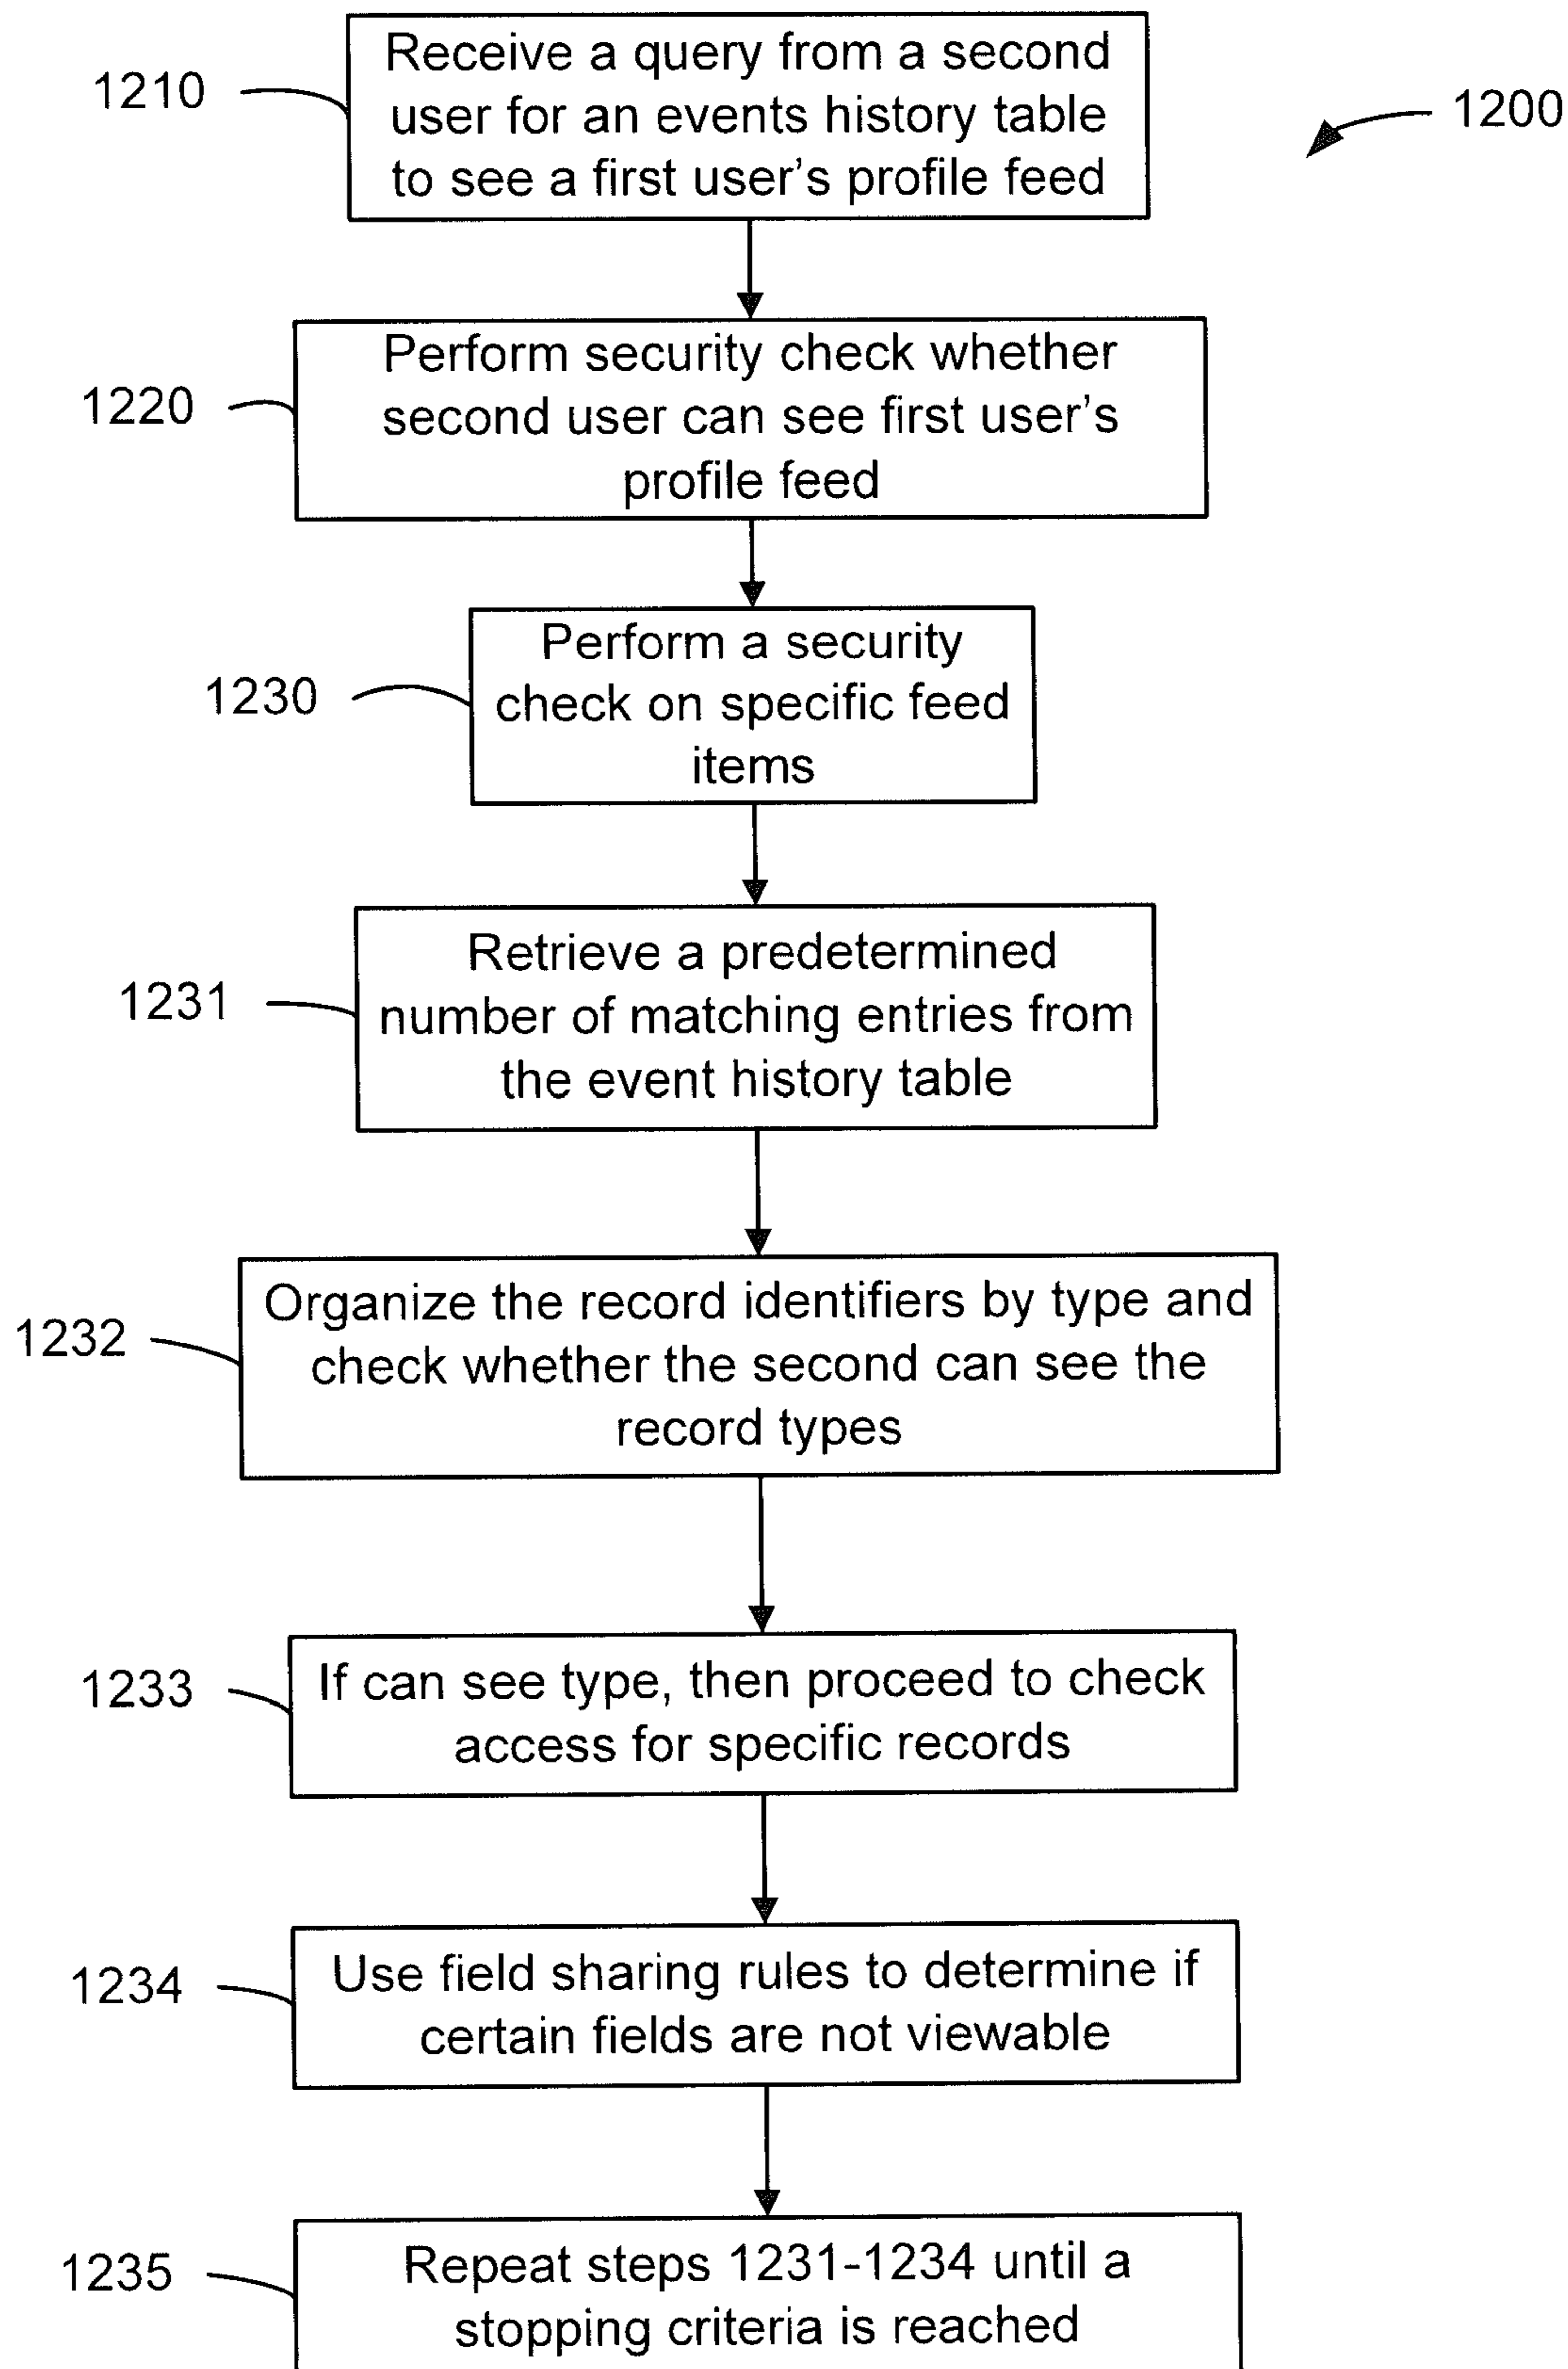 Receive a query from a second
1210
user for an events history table
1200
to see a first user's profile feed
Perform security check whether
1220
second user can see first user's
profile feed
Perform a security
1230
check on specific feed
items
Retrieve a predetermined
1231
number of matching entries from
the event history table
Organize the record identifiers by type and
1232
check whether the second can see the
record types
1233
If can see type, then proceed to check
access for specific records
1234
Use field sharing rules to determine if
certain fields are not viewable
1235
Repeat steps 1231-1234 until a
stopping criteria is reached